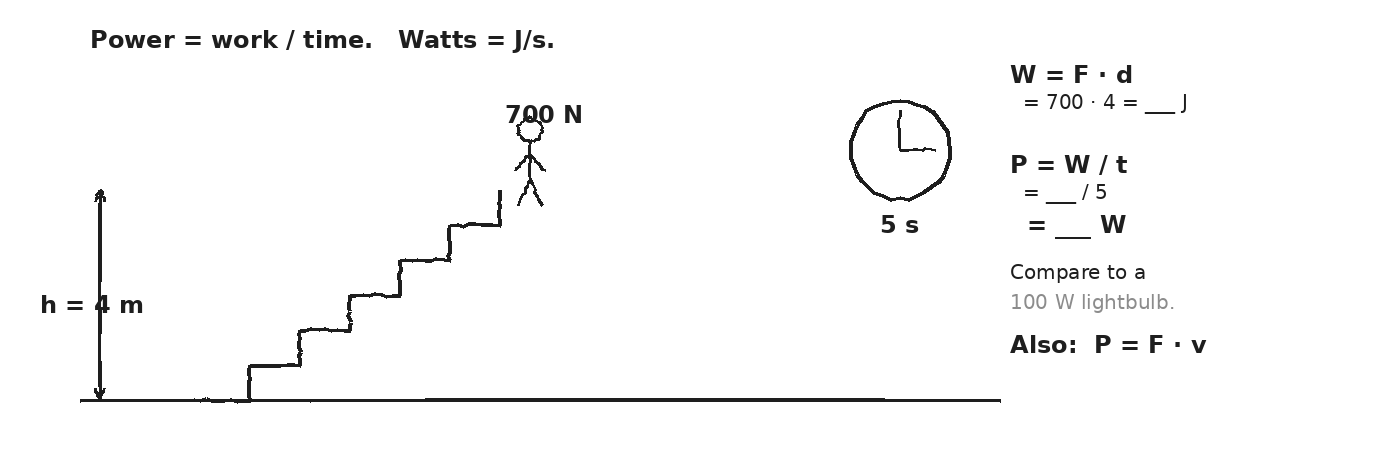 Power = work / time.   Watts = J/s.
700 N
h = 4 m
5 s
W = F · d
= 700 · 4 = ___ J
P = W / t
= ___ / 5
= ___ W
Compare to a
100 W lightbulb.
Also:  P = F · v